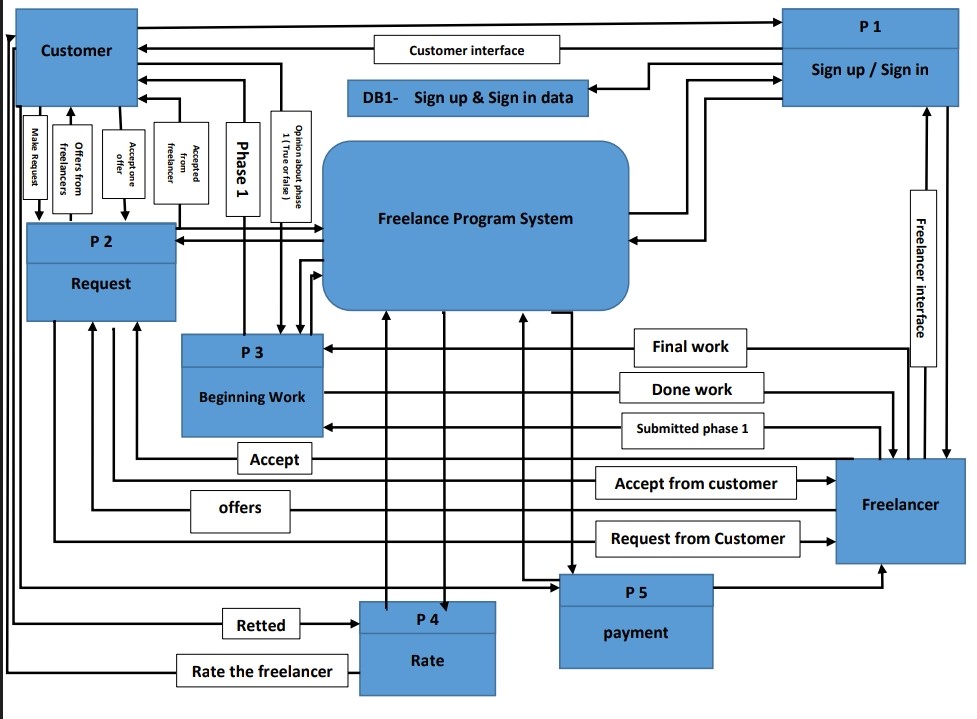 Customer
P 1
Sign up / Sign in
Customer interface
DB1- Sign up & Sign in data
Make Request
Offers from
freelancers
Accept one
offer
Accepted
from
freelancer
Phase 1
Opinion about phase
1 ( True or false )
Freelance Program System
Freelancer interface
P 2
Request
P 3
Beginning Work
Final work
Done work
Submitted phase 1
Accept
Accept from customer
offers
Request from Customer
Freelancer
P 5
payment
P 4
Rate
Retted
Rate the freelancer